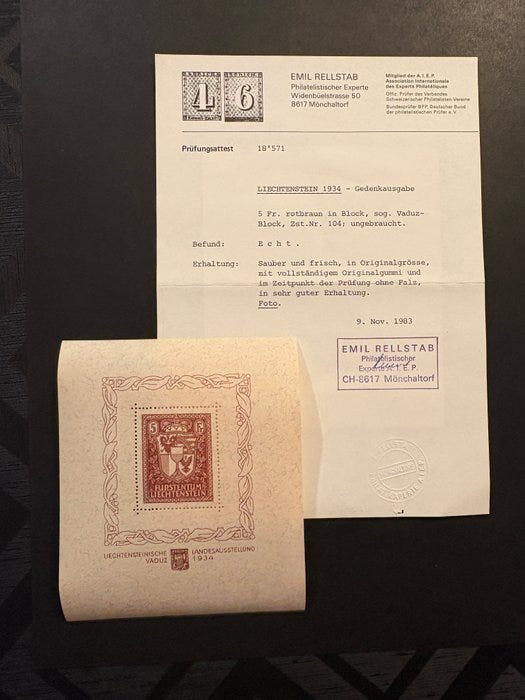 4 6
EMIL RELLSTAB
Philatelistischer Experte
Widenbüelstrasse 50
8617 Mönchaltorf
Mitglied der A.I.E.P.
Association Internationale
des Experts Philatéliques
Offiz. Prüfer des Verbandes
Schweizerischer Philatelisten-Vereine
Bundesprüfer BPP, Deutscher Bund
der philatelistischen Prüfer e.V.
Prüfungsattest 18'571
LIECHTENSTEIN 1934 - Gedenkausgabe
5 Fr. rotbraun in Block, sog. Vaduz-
Block, Zst.Nr. 104; ungebraucht.
Befund: Echt.
Erhaltung: Sauber und frisch, in Originalgrösse,
mit vollständigem Originalgummi und
im Zeitpunkt der Prüfung ohne Falz,
in sehr guter Erhaltung.
Foto.
9. Nov. 1983
EMIL RELLSTAB
Philatelistischer
Experte A.I.E.P.
CH-8617 Mönchaltorf
5 Fr
FÜRSTENTUM
LIECHTENSTEIN
LIECHTENSTEINISCHE LANDESAUSSTELLUNG
VADUZ 1934